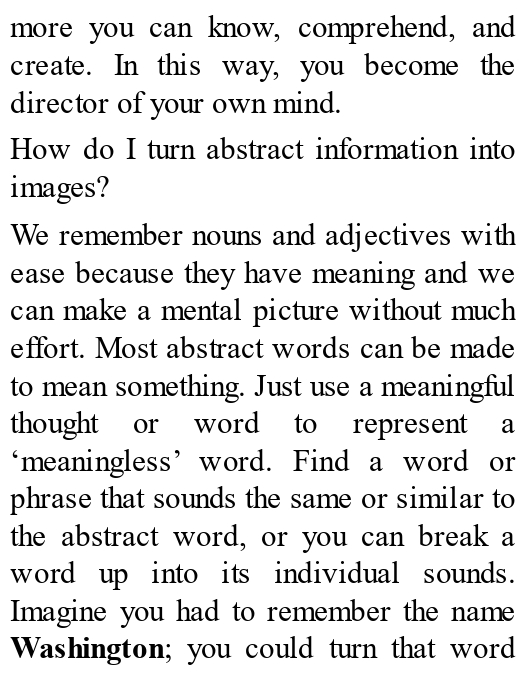 more you can know, comprehend, and
create. In this way, you become the
director of your own mind.
How do I turn abstract information into
images?
We remember nouns and adjectives with
ease because they have meaning and we
can make a mental picture without much
effort. Most abstract words can be made
to mean something. Just use a meaningful
thought or word to represent a
‘meaningless’ word. Find a word or
phrase that sounds the same or similar to
the abstract word, or you can break a
word up into its individual sounds.
Imagine you had to remember the name
Washington; you could turn that word